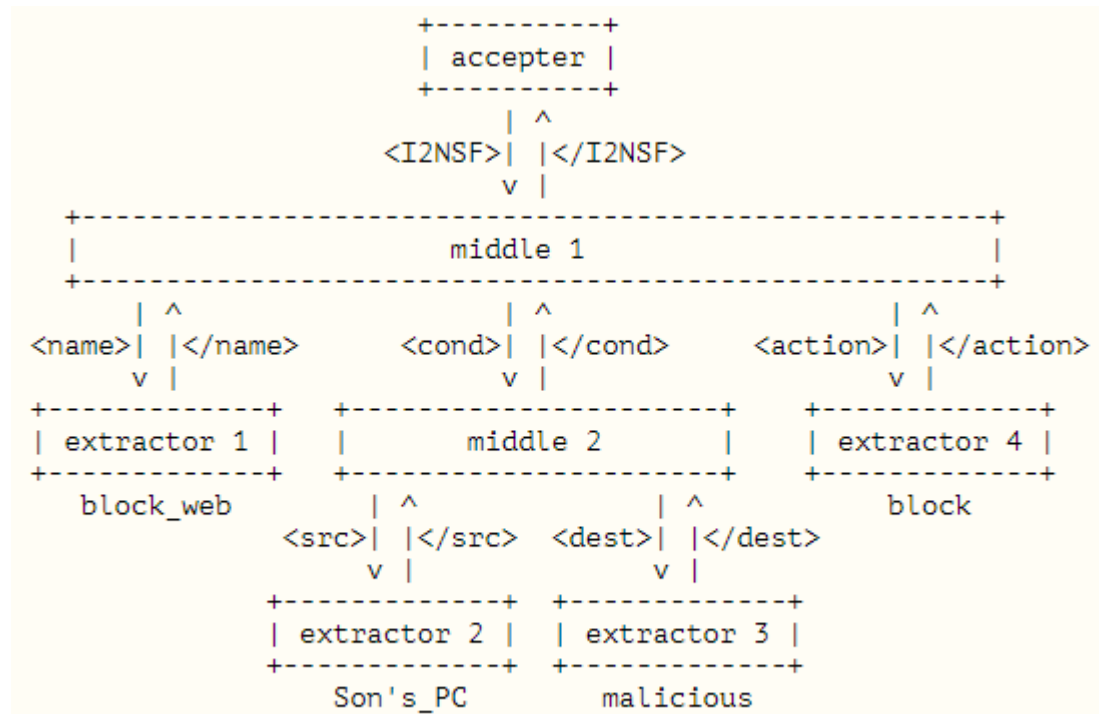 +----------+
| accepter |
+----------+
| ^
<I2NSF>| |</I2NSF>
v |
+------------------------------------------------------+
| middle 1 |
+------------------------------------------------------+
| ^ | ^ | ^
<name>| |</name> <cond>| |</cond> <action>| |</action>
v | v | v |
+-------------+ +----------------------+ +-------------+
| extractor 1 | | middle 2 | | extractor 4 |
+-------------+ +----------------------+ +-------------+
block_web | ^ | ^ block
<src>| |</src> <dest>| |</dest>
v | v |
+-------------+ +-------------+
| extractor 2 | | extractor 3 |
+-------------+ +-------------+
Son's_PC malicious